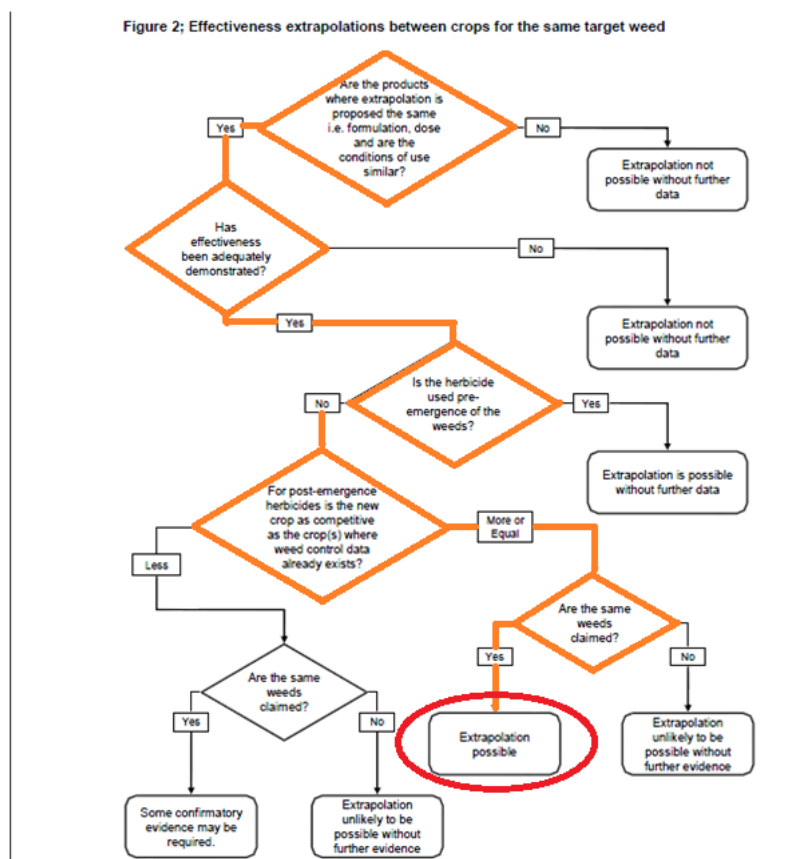 Figure 2; Effectiveness extrapolations between crops for the same target weed
Are the products
where extrapolation is
proposed the same
i.e. formulation, dose
and are the
conditions of use
similar?
Yes
No
Extrapolation not
possible without further
data
Has
effectiveness
been adequately
demonstrated?
No
Extrapolation not
possible without further
data
Yes
Is the herbicide
used pre-
emergence of the
weeds?
No
Yes
Extrapolation is possible
without further data
For post-emergence
herbicides is the new
crop as competitive
as the crop(s) where
weed control data
already exists?
More or
Equal
Less
Are the same
weeds
claimed?
Yes
No
Are the same
weeds
claimed?
Yes
No
Extrapolation
possible
Extrapolation
unlikely to be
possible without
further evidence
Some confirmatory
evidence may be
required.
Extrapolation
unlikely to be
possible without
further evidence